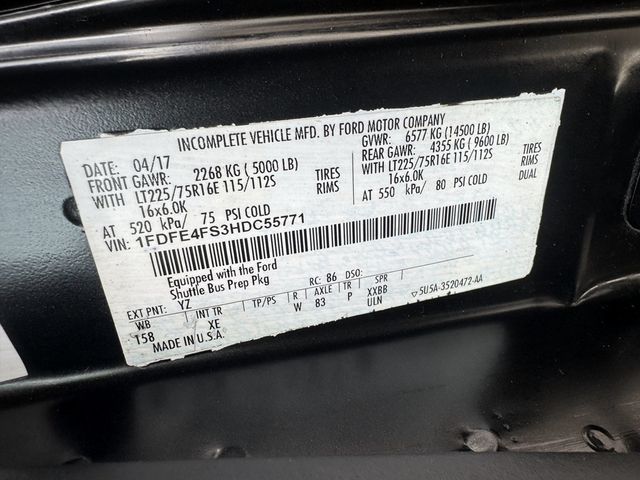 INCOMPLETE VEHICLE MFD. BY FORD MOTOR COMPANY
DATE: 04/17 GVWR: 6577 KG (14500 LB)
FRONT GAWR: 2268 KG (5000 LB) REAR GAWR: 4355 KG (9600 LB)
WITH LT225/75R16E 115/112S TIRES WITH LT225/75R16E 115/112S TIRES
16x6.0K RIMS 16x6.0K RIMS
AT 520 kPa/ 75 PSI COLD AT 550 kPa/ 80 PSI COLD DUAL
VIN: 1FDFE4FS3HDC55771
Equipped with the Ford
Shuttle Bus Prep Pkg
RC: 86 DSO:
EXT PNT: YZ
WB INT TR TP/PS R AXLE TR SPR
158 XE W 83 P XXBB
ULN
MADE IN U.S.A.
▽5U5A-3520472-AA